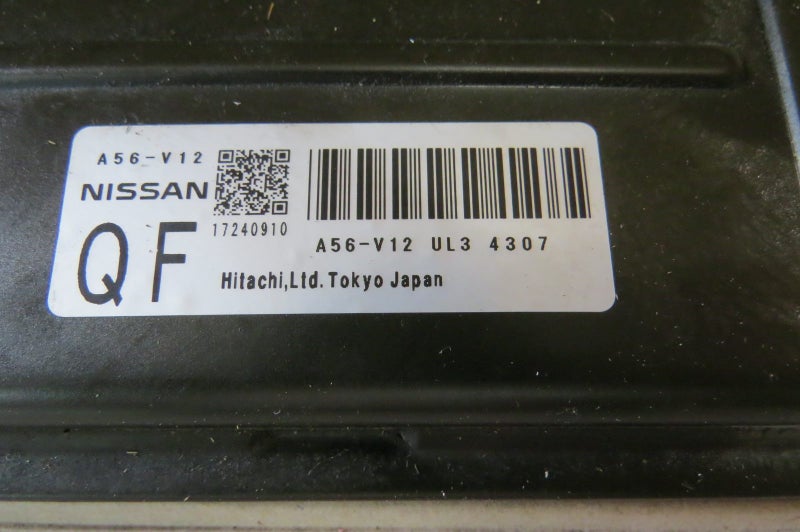 A56-V12
NISSAN
QF
17240910
A56-V12 UL3 4307
Hitachi,Ltd. Tokyo Japan